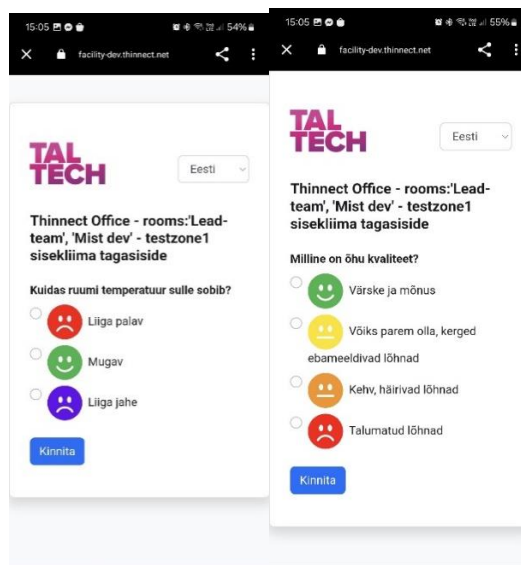 15:05 54%
facility-dev.thinnect.net
TAL
TECH
Eesti
Thinnect Office - rooms:'Lead-
team', 'Mist dev' - testzone1
sisekliima tagasiside
Kuidas ruumi temperatuur sulle sobib?
Liiga palav
Mugav
Liiga jahe
Kinnita
15:05 55%
facility-dev.thinnect.net
TAL
TECH
Eesti
Thinnect Office - rooms:'Lead-
team', 'Mist dev' - testzone1
sisekliima tagasiside
Milline on õhu kvaliteet?
Värske ja mõnus
Võiks parem olla, kerged
ebameeldivad lõhnad
Kehv, häirivad lõhnad
Talumatud lõhnad
Kinnita